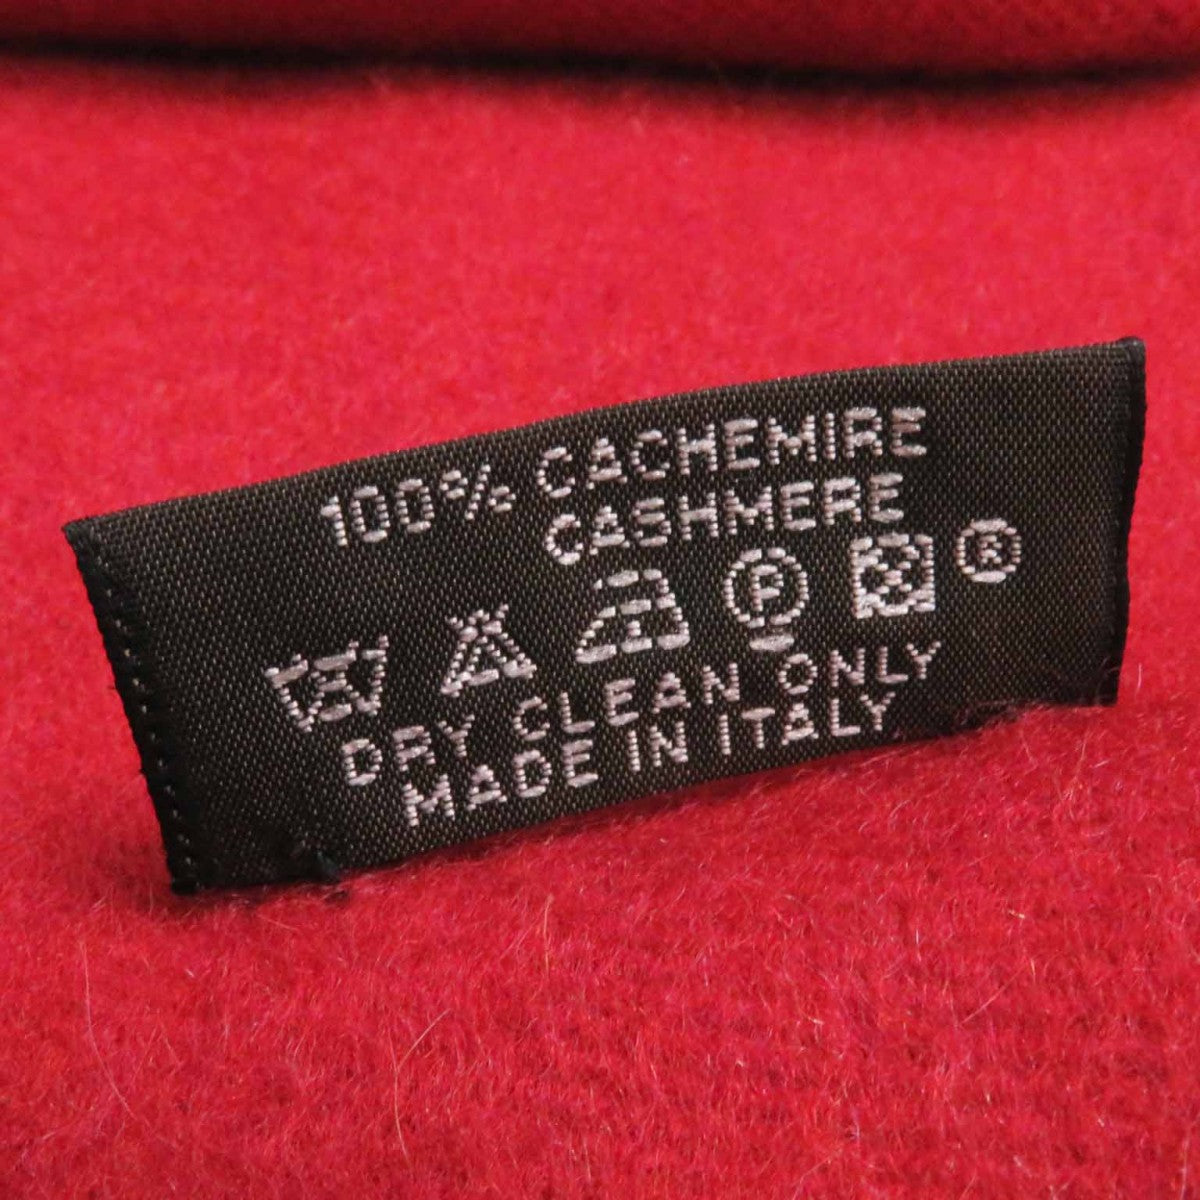 100% CACHEMIRE
CASHMERE
P ®
DRY CLEAN ONLY
MADE IN ITALY